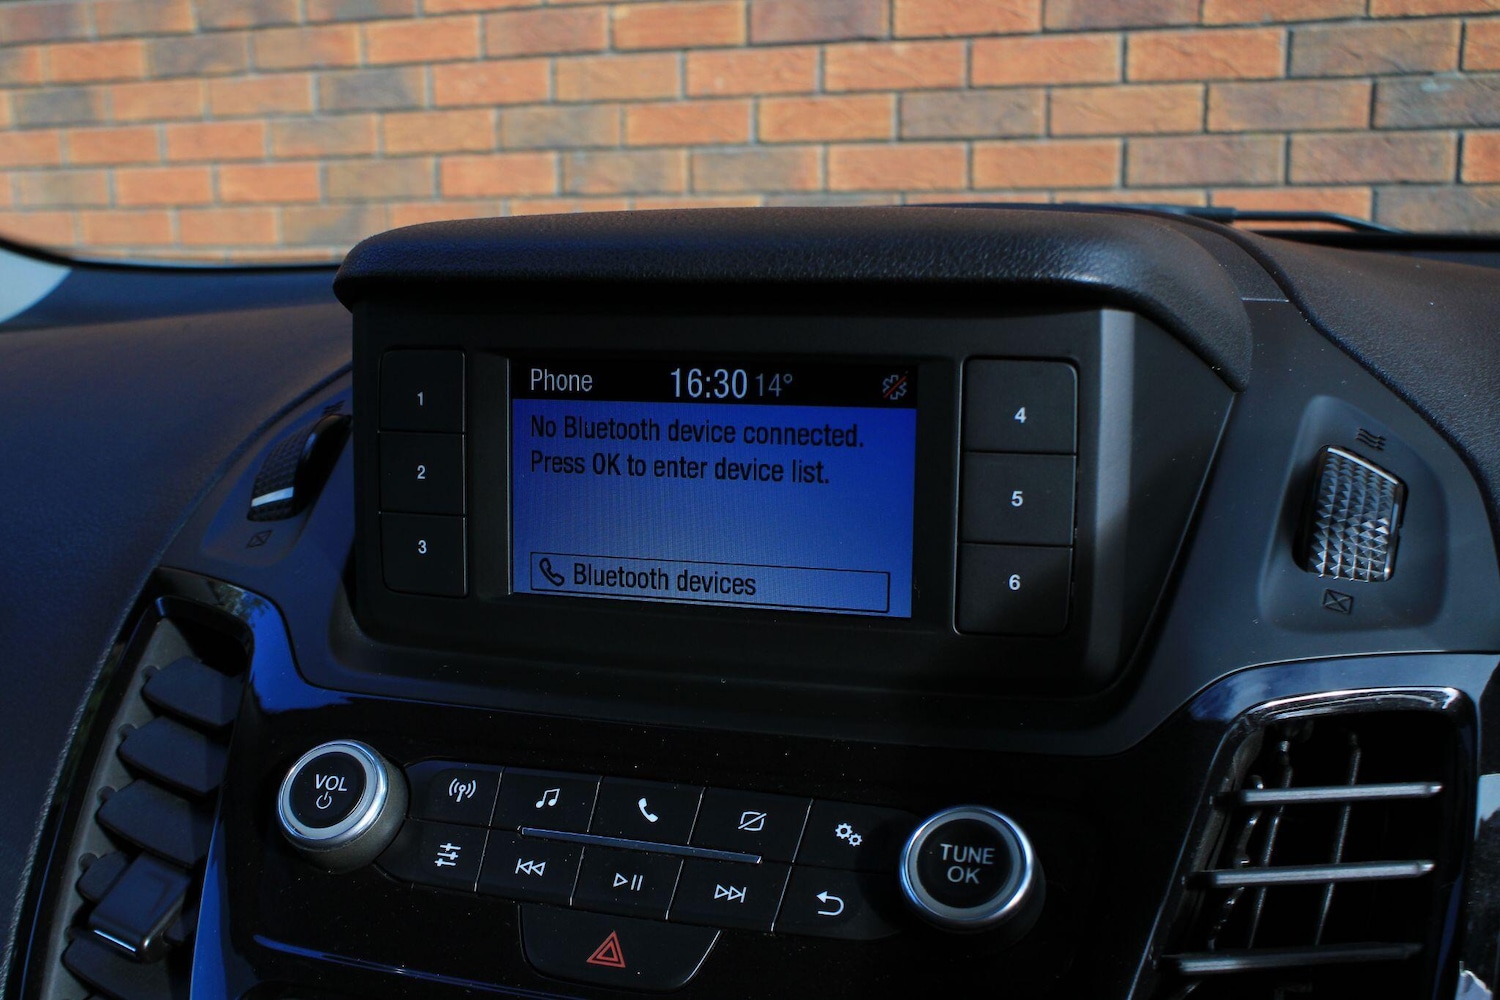 Phone 16:30 14°
No Bluetooth device connected.
Press OK to enter device list.
Bluetooth devices
1
2
3
4
5
6
VOL
TUNE
OK